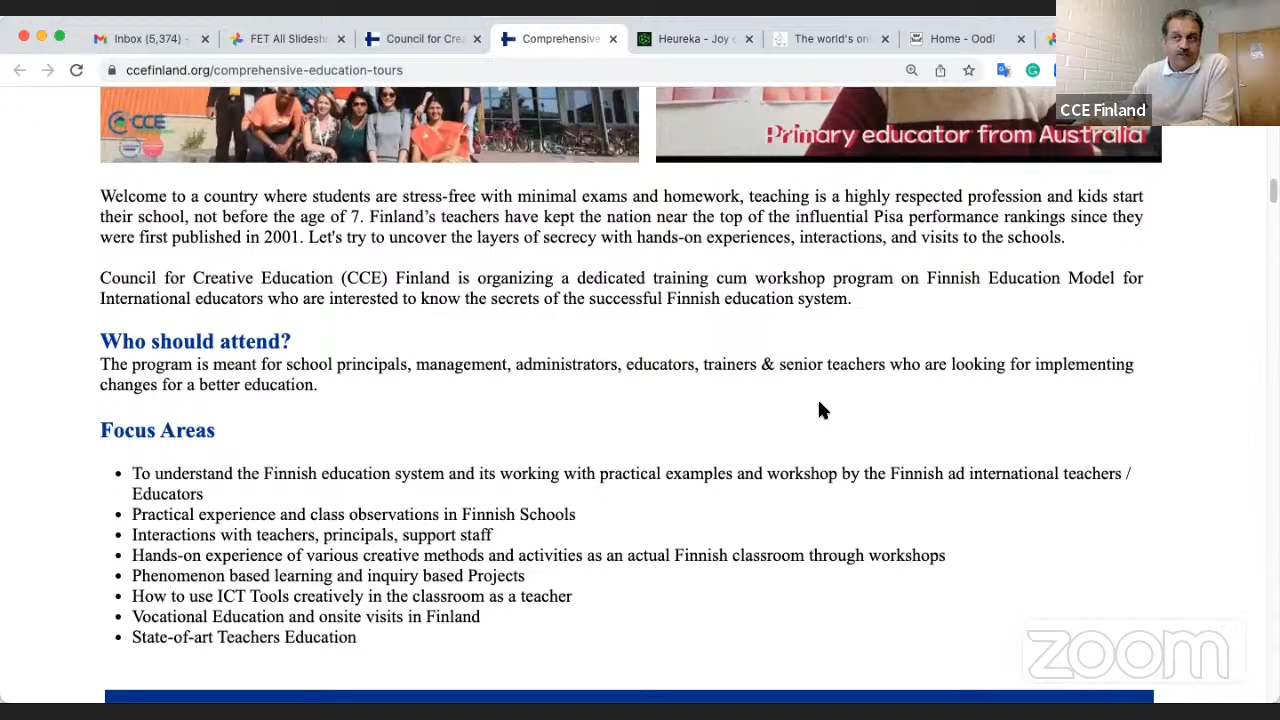 Inbox (5,374) -
FET All Slidesh
Council for Cre
Comprehensive
Heureka - Joy o
The world's on
Home - Oodi
ccefinland.org/comprehensive-education-tours
CCE Finland
CCE
Primary educator from Australia
Welcome to a country where students are stress-free with minimal exams and homework, teaching is a highly respected profession and kids start
their school, not before the age of 7. Finland's teachers have kept the nation near the top of the influential Pisa performance rankings since they
were first published in 2001. Let's try to uncover the layers of secrecy with hands-on experiences, interactions, and visits to the schools.
Council for Creative Education (CCE) Finland is organizing a dedicated training cum workshop program on Finnish Education Model for
International educators who are interested to know the secrets of the successful Finnish education system.
Who should attend?
The program is meant for school principals, management, administrators, educators, trainers & senior teachers who are looking for implementing
changes for a better education.
Focus Areas
• To understand the Finnish education system and its working with practical examples and workshop by the Finnish ad international teachers /
Educators
• Practical experience and class observations in Finnish Schools
• Interactions with teachers, principals, support staff
• Hands-on experience of various creative methods and activities as an actual Finnish classroom through workshops
• Phenomenon based learning and inquiry based Projects
• How to use ICT Tools creatively in the classroom as a teacher
• Vocational Education and onsite visits in Finland
• State-of-art Teachers Education
zoom